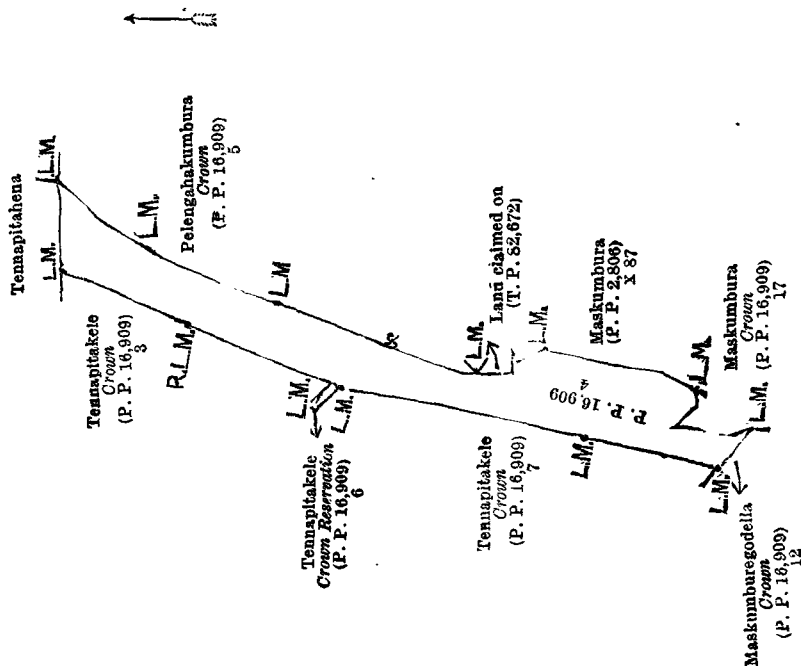 Tennapitahena
L.M.
L.M.
Tennapitakele
Crown
(P. P. 16,909)
3
L.M.
Pelengahakumbura
Crown
(P. P. 16,909)
5
R.L.M.
L.M
L.M.
L.M.
Tennapitakele
Crown Reservation
(P. P. 16,909)
6
L.M.
Land claimed on
(T. P. 82,672)
L.M.
Maskumbura
(P. P. 2,806)
X 87
P. P. 16,909
4
Tennapitakele
Crown
(P. P. 16,909)
7
L.M.
L.M.
Maskumbura
Crown
(P. P. 16,909)
17
L.M.
L.M.
Maskumburegodella
Crown
(P. P. 16,909)
12